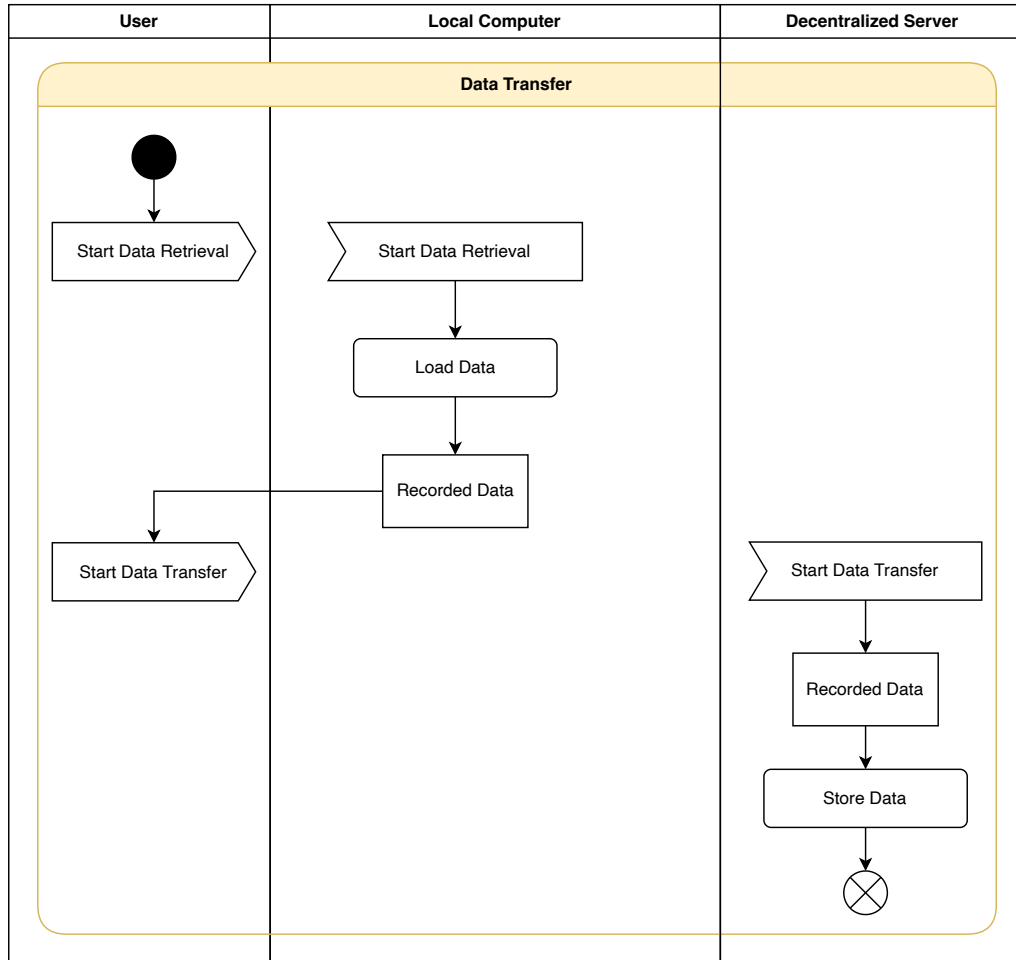 User
Local Computer
Decentralized Server
Data Transfer
Start Data Retrieval
Start Data Retrieval
Load Data
Recorded Data
Start Data Transfer
Start Data Transfer
Recorded Data
Store Data